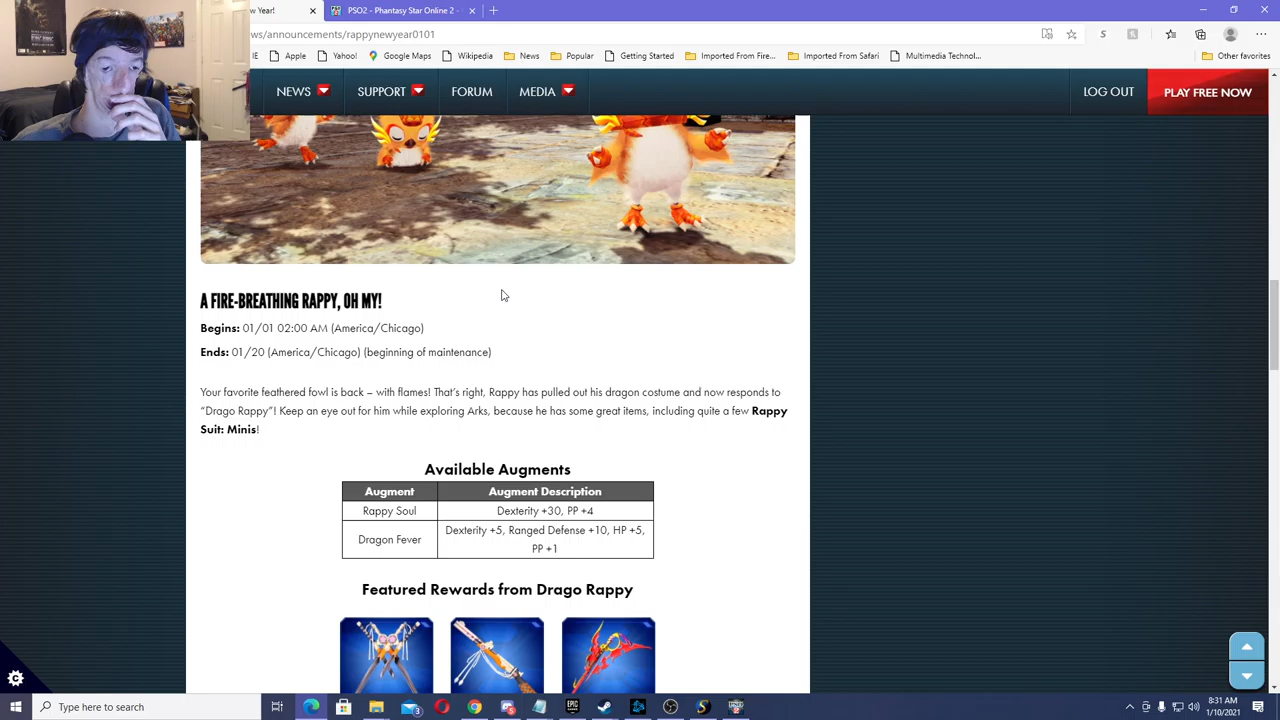 w Year!
PSO2 - Phantasy Star Online 2 -
ws/announcements/rappynewyear0101
IE
Apple
Yahoo!
Google Maps
Wikipedia
News
Popular
Getting Started
Imported From Fire...
Imported From Safari
Multimedia Technol...
Other favorites
NEWS
SUPPORT
FORUM
MEDIA
LOG OUT
PLAY FREE NOW
A FIRE-BREATHING RAPPY, OH MY!
Begins: 01/01 02:00 AM (America/Chicago)
Ends: 01/20 (America/Chicago) (beginning of maintenance)
Your favorite feathered fowl is back – with flames! That's right, Rappy has pulled out his dragon costume and now responds to
“Drago Rappy”! Keep an eye out for him while exploring Arks, because he has some great items, including quite a few Rappy
Suit: Minis!
Available Augments
Augment
Augment Description
Rappy Soul
Dexterity +30, PP +4
Dragon Fever
Dexterity +5, Ranged Defense +10, HP +5,
PP +1
Featured Rewards from Drago Rappy
Type here to search
3
EPIC
8:31 AM
1/10/2021